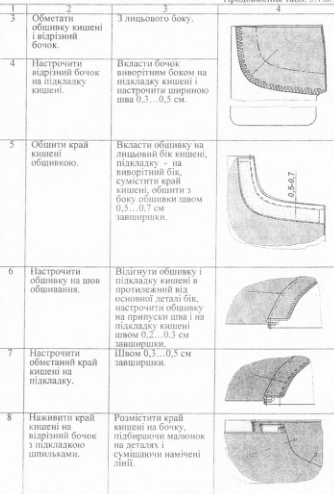 Продовження табл. 3.7.6.
1 2 3 4
3 Обметати обшивку кишені і відрізний бочок.
З лицьового боку.
4 Настрочити відрізний бочок на підкладку кишені.
Вкласти бочок виворітним боком на підкладку кишені і настрочити шириною шва 0,3...0,5 см.
5 Обшити край кишені обшивкою.
Вкласти обшивку на лицьовий бік кишені, підкладку - на виворітний бік, сумістити край кишені, обшити з боку обшивки швом 0,5...0,7 см завширшки.
0,5-0,7
6 Настрочити обшивку на шов обшивання.
Відігнути обшивку і підкладку кишені в протилежний від основної деталі бік, настрочити обшивку на припуски шва і на підкладку кишені швом 0,2...0,3 см завширшки.
7 Настрочити обметаний край кишені на підкладку.
Швом 0,3...0,5 см завширшки.
8 Наживити край кишені на відрізний бочок з підкладкою шпильками.
Розмістити край кишені на бочку, підбираючи малюнок на деталях і суміщаючи намічені лінії.